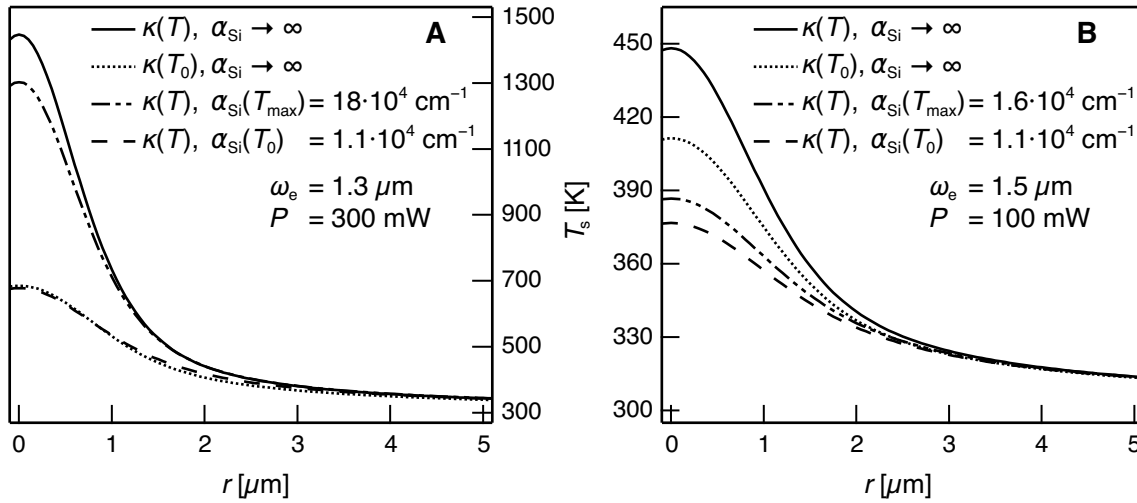 A
κ(T), α_Si → ∞
κ(T₀), α_Si → ∞
κ(T), α_Si(T_max) = 18·10⁴ cm⁻¹
κ(T), α_Si(T₀) = 1.1·10⁴ cm⁻¹
ω_e = 1.3 µm
P = 300 mW
1500
1300
1100
900
700
500
300
0 1 2 3 4 5
r [µm]
T_s [K]
B
κ(T), α_Si → ∞
κ(T₀), α_Si → ∞
κ(T), α_Si(T_max) = 1.6·10⁴ cm⁻¹
κ(T), α_Si(T₀) = 1.1·10⁴ cm⁻¹
ω_e = 1.5 µm
P = 100 mW
450
420
390
360
330
300
0 1 2 3 4 5
r [µm]